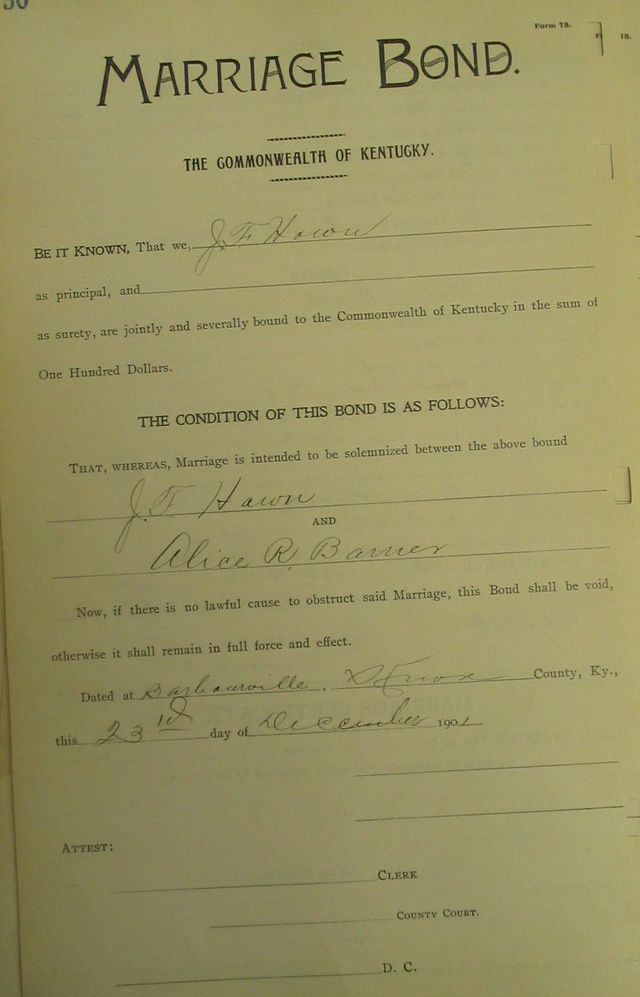 30
Form 78.
78.
MARRIAGE BOND.
THE COMMONWEALTH OF KENTUCKY.
BE IT KNOWN, That we, J. F. Hawn
as principal, and
as surety, are jointly and severally bound to the Commonwealth of Kentucky in the sum of
One Hundred Dollars.
THE CONDITION OF THIS BOND IS AS FOLLOWS:
THAT, WHEREAS, Marriage is intended to be solemnized between the above bound
J. F. Hawn
AND
Alice R. Barner
Now, if there is no lawful cause to obstruct said Marriage, this Bond shall be void,
otherwise it shall remain in full force and effect.
Dated at Barbourville, Knox County, Ky.,
this 23rd day of December 1901
ATTEST:
CLERK
COUNTY COURT.
D. C.